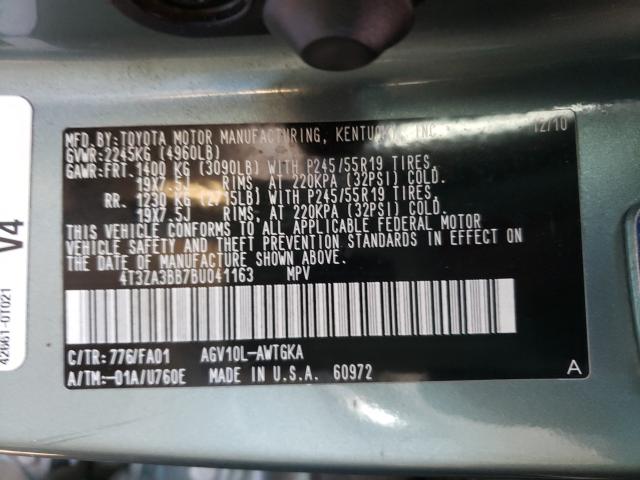 MFD.BY:TOYOTA MOTOR MANUFACTURING, KENTUCKY, INC. 12/10
GVWR:2245KG (4960LB)
GAWR:FRT.1400 KG (3090LB) WITH P245/55R19 TIRES,
19X7.5J RIMS, AT 220KPA (32PSI) COLD.
RR. 1230 KG (2715LB) WITH P245/55R19 TIRES,
19X7.5J RIMS, AT 220KPA (32PSI) COLD.
THIS VEHICLE CONFORMS TO ALL APPLICABLE FEDERAL MOTOR
VEHICLE SAFETY AND THEFT PREVENTION STANDARDS IN EFFECT ON
THE DATE OF MANUFACTURE SHOWN ABOVE.
4T3ZA3BB7BU041163 MPV
C/TR:776/FA01 AGV10L-AWTGKA
A/TM:-01A/U760E MADE IN U.S.A. 60972
A
V4
42661-0T021